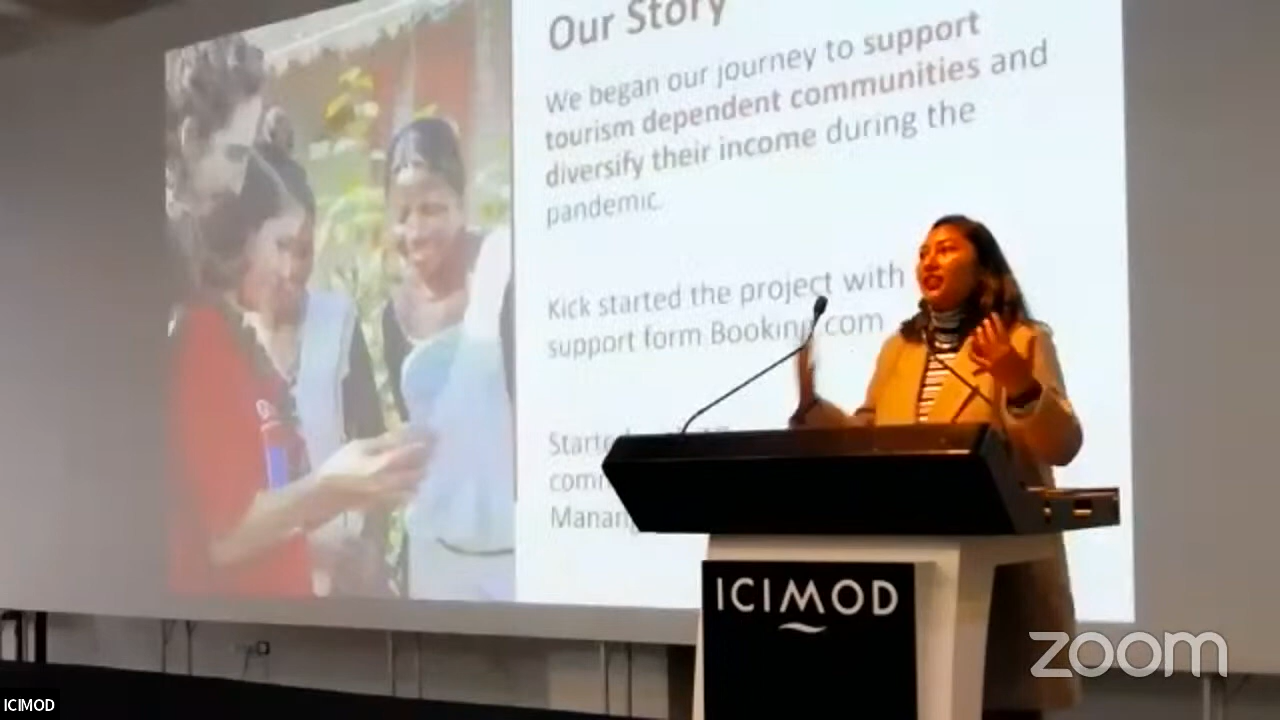 Our Story
We began our journey to support
tourism dependent communities and
diversify their income during the
pandemic.
Kick started the project with
support form Booking.com
ICIMOD
zoom
ICIMOD